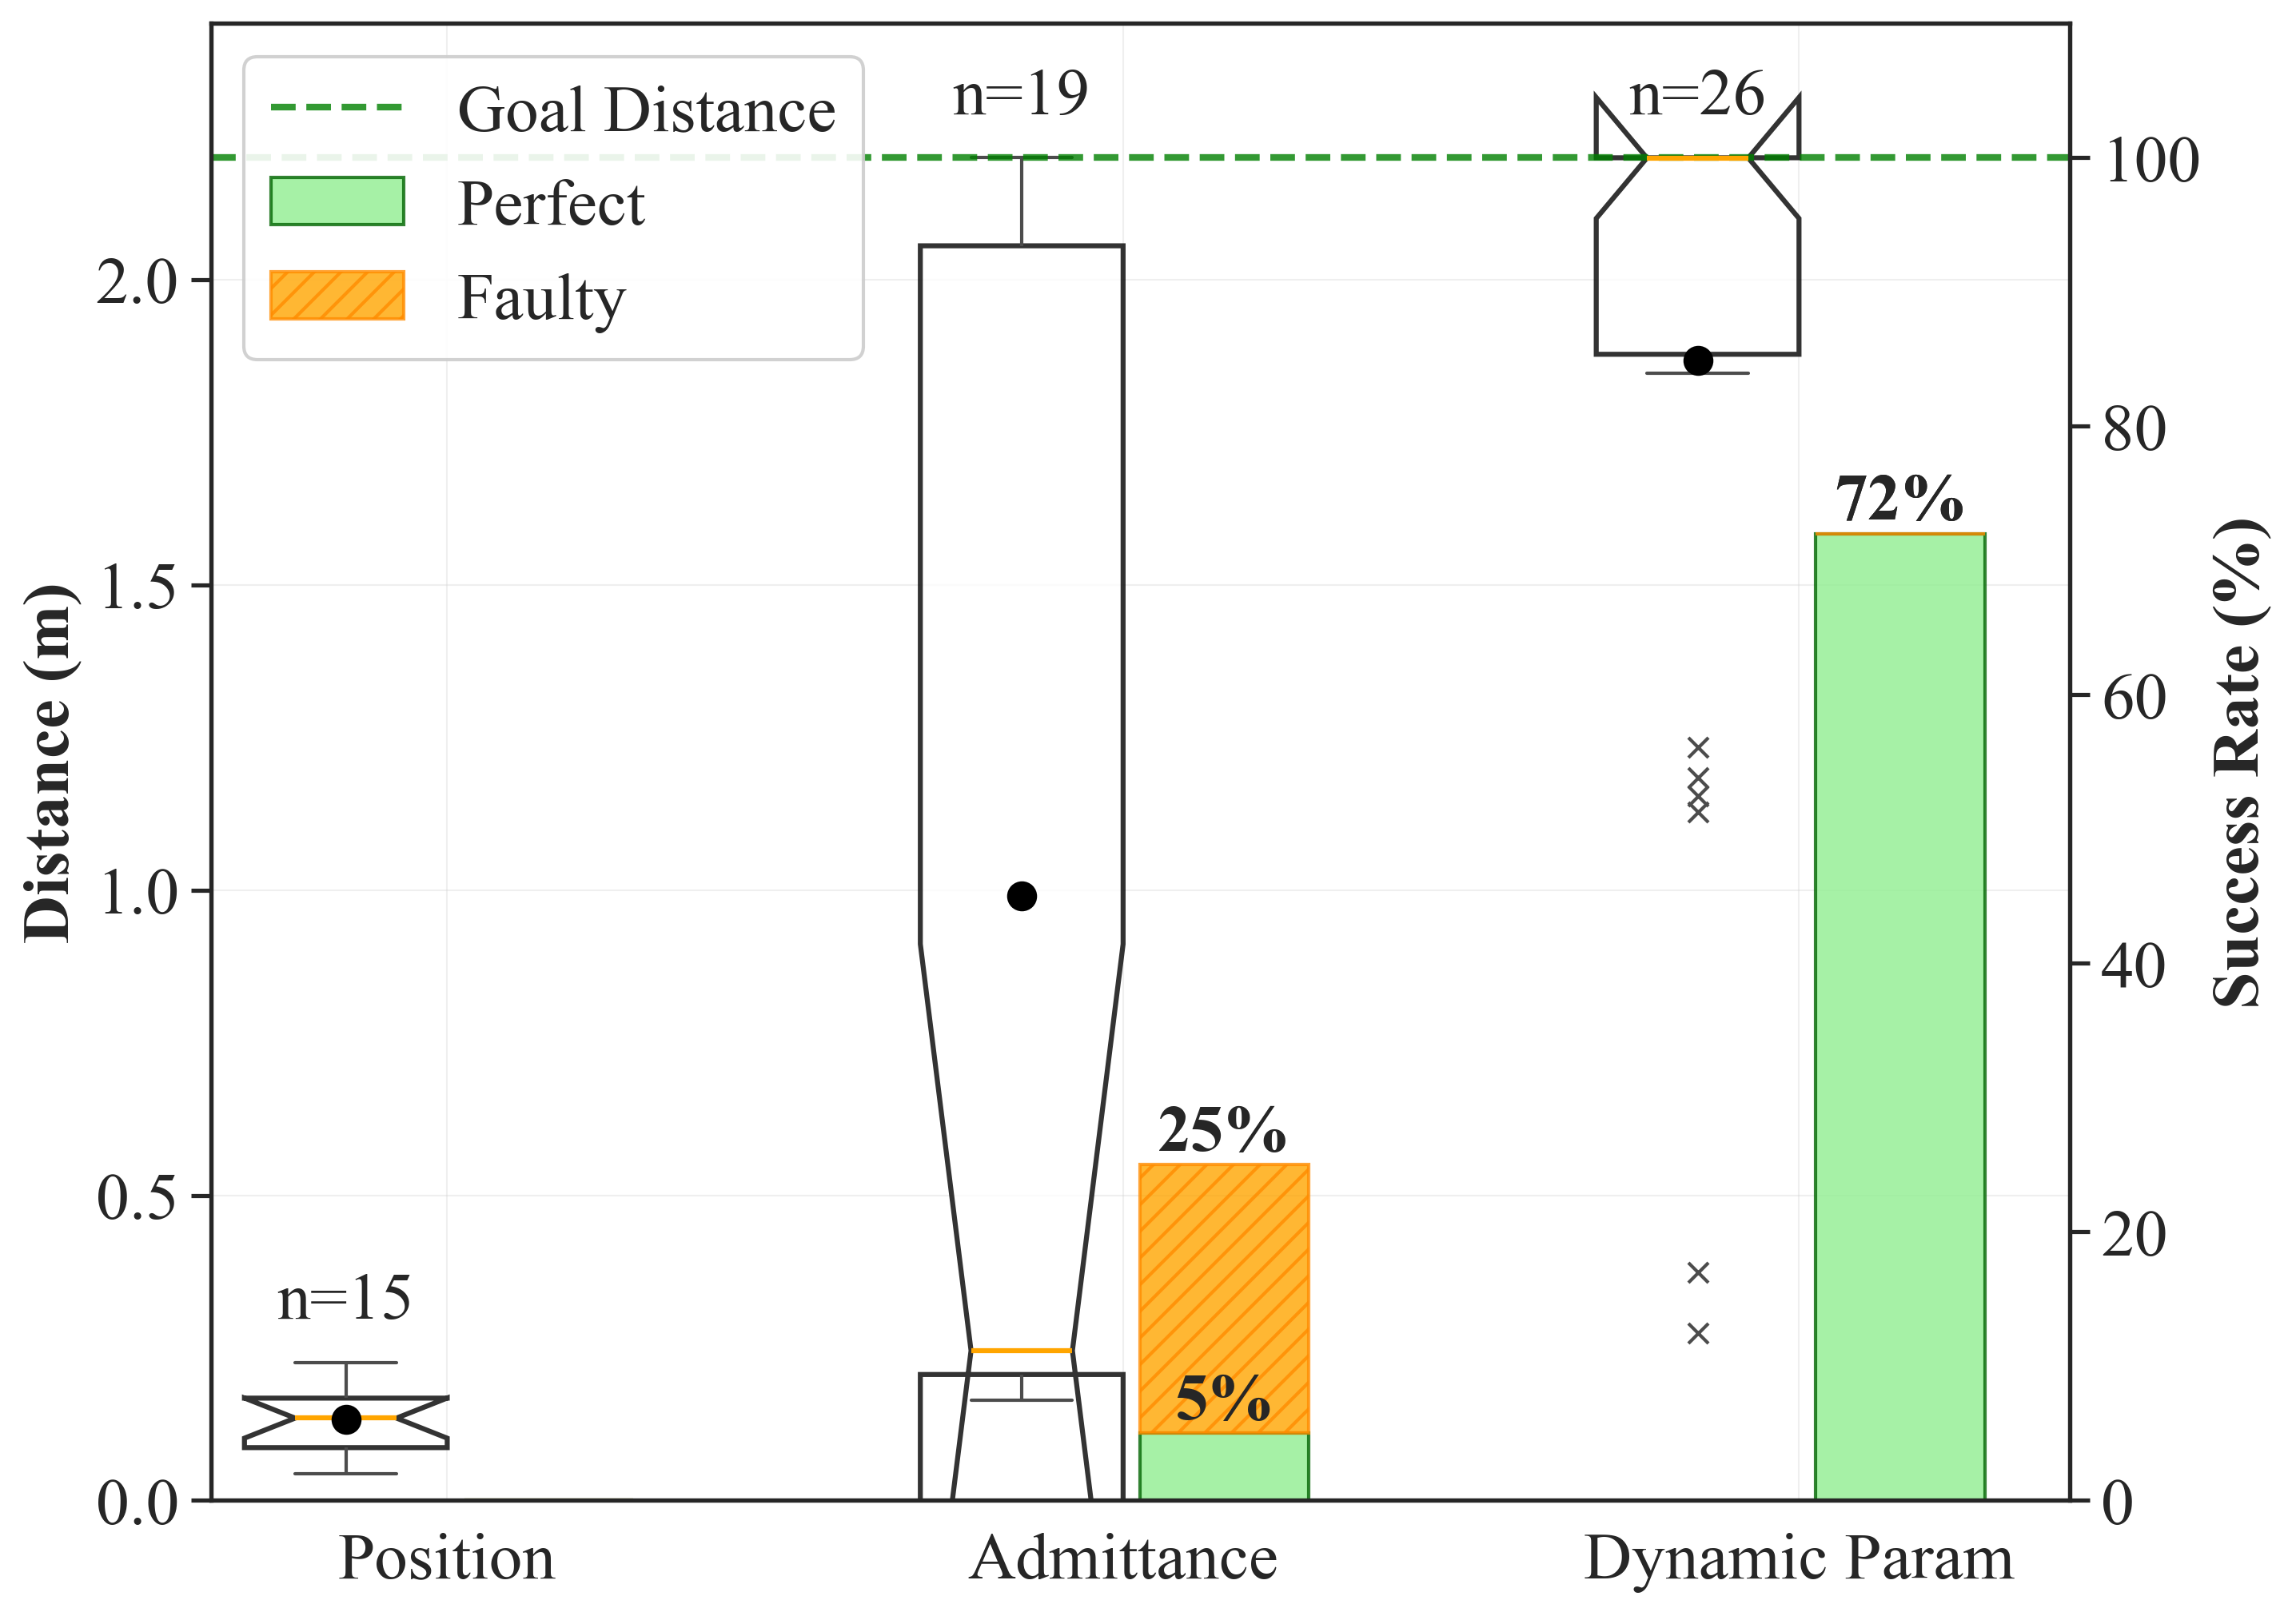 Goal Distance
Perfect
Faulty
n=19
n=26
n=15
72%
25%
5%
2.0
1.5
1.0
0.5
0.0
Distance (m)
100
80
60
40
20
0
Success Rate (%)
Position
Admittance
Dynamic Param